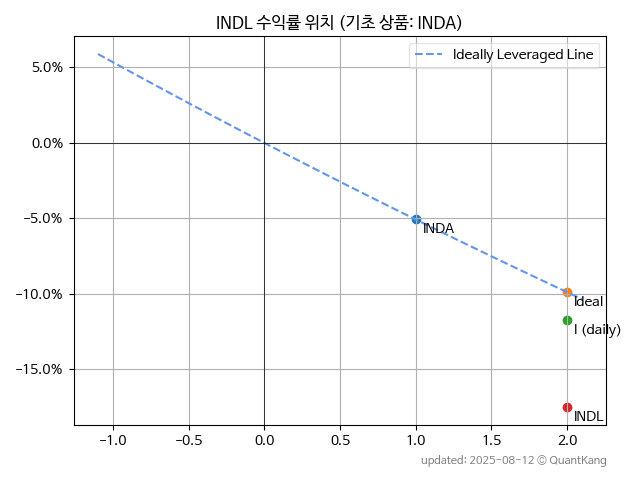 INDL 수익률 위치 (기초 상품: INDA)
Ideally Leveraged Line
5.0%
0.0%
−5.0%
−10.0%
−15.0%
INDA
Ideal
I (daily)
INDL
−1.0
−0.5
0.0
0.5
1.0
1.5
2.0
updated: 2025-08-12 © QuantKang